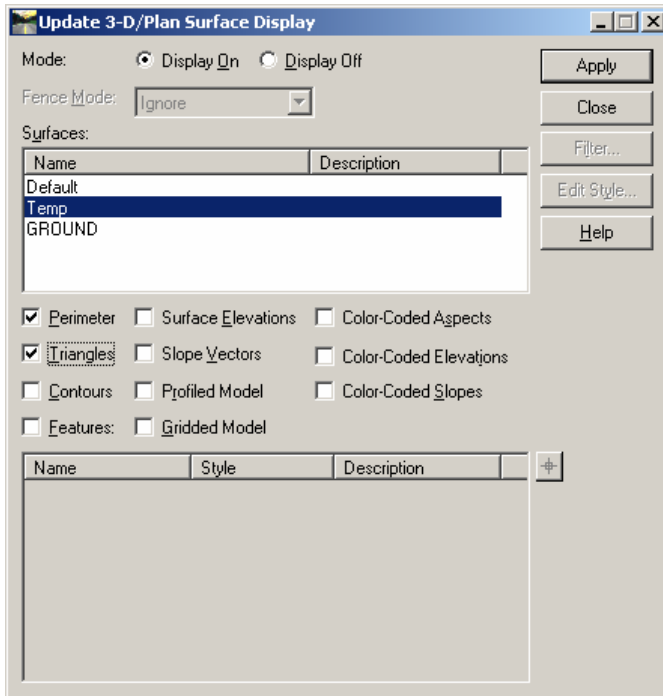 Update 3-D/Plan Surface Display
Mode: Display On Display Off
Apply
Fence Mode: Ignore
Close
Surfaces:
Filter...
Name Description
Default
Edit Style...
Temp
GROUND
Help
Perimeter Surface Elevations Color-Coded Aspects
Triangles Slope Vectors Color-Coded Elevations
Contours Profiled Model Color-Coded Slopes
Features: Gridded Model
Name Style Description